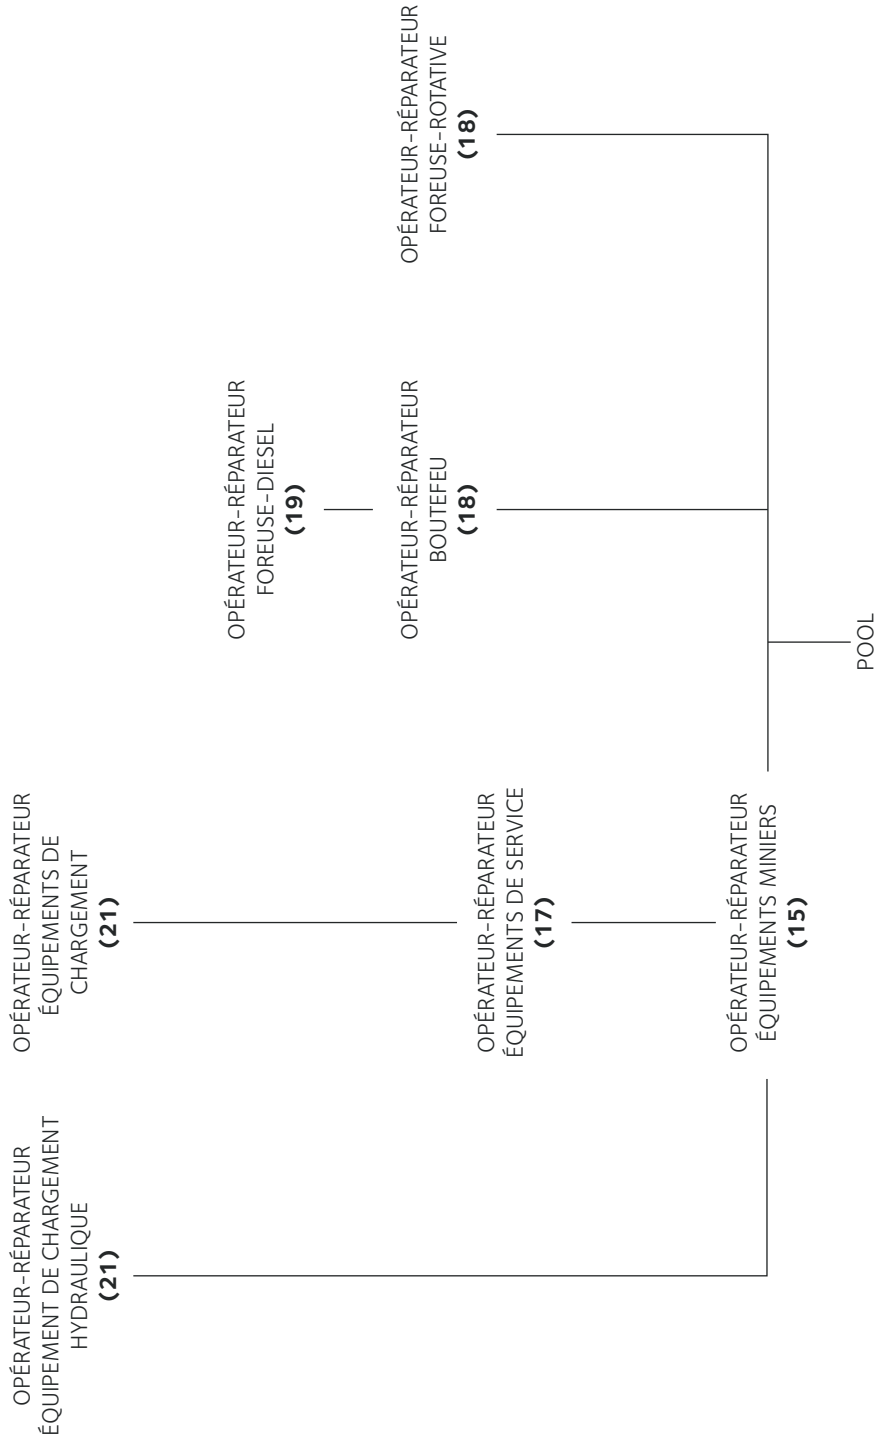 OPÉRATEUR-RÉPARATEUR
ÉQUIPEMENT DE CHARGEMENT
HYDRAULIQUE
(21)
OPÉRATEUR-RÉPARATEUR
ÉQUIPEMENTS DE
CHARGEMENT
(21)
OPÉRATEUR-RÉPARATEUR
FOREUSE-DIESEL
(19)
OPÉRATEUR-RÉPARATEUR
BOUTEFEU
(18)
OPÉRATEUR-RÉPARATEUR
FOREUSE-ROTATIVE
(18)
OPÉRATEUR-RÉPARATEUR
ÉQUIPEMENTS DE SERVICE
(17)
OPÉRATEUR-RÉPARATEUR
ÉQUIPEMENTS MINIERS
(15)
POOL